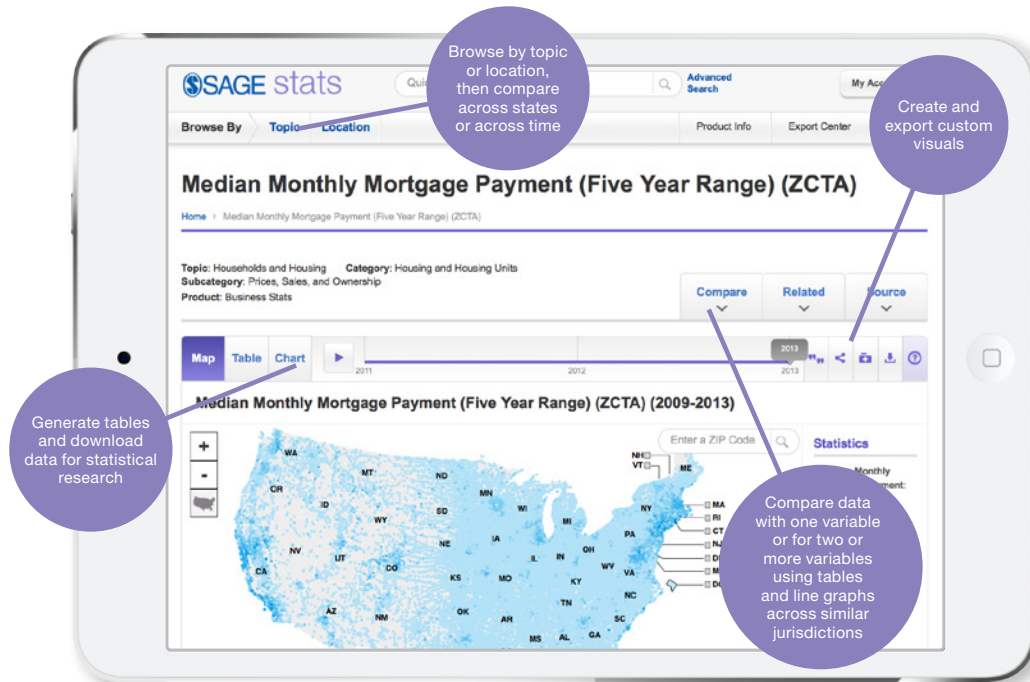 Browse by topic
or location,
then compare
across states
or across time
Create and
export custom
visuals
SAGE stats
Advanced
Search
Browse By Topic Location
Product Info Export Center
Median Monthly Mortgage Payment (Five Year Range) (ZCTA)
Home › Median Monthly Mortgage Payment (Five Year Range) (ZCTA)
Topic: Households and Housing Category: Housing and Housing Units
Subcategory: Prices, Sales, and Ownership
Product: Business Stats
Compare Related Source
Map Table Chart
2011 2012 2013
2013
Generate tables
and download
data for statistical
research
Median Monthly Mortgage Payment (Five Year Range) (ZCTA) (2009-2013)
+
-
Enter a ZIP Code
Statistics
Monthly
WA
MT
ND
MN
OR
ID
WY
SD
WI
MI
NH
VT
ME
NY
MA
RI
CT
PA
NV
UT
CO
NE
IA
IL
IN
OH
WV
VA
CA
KS
MO
KY
NC
AZ
NM
OK
AR
TN
SC
MS
AL
GA
Compare data
with one variable
or for two or
more variables
using tables
and line graphs
across similar
jurisdictions